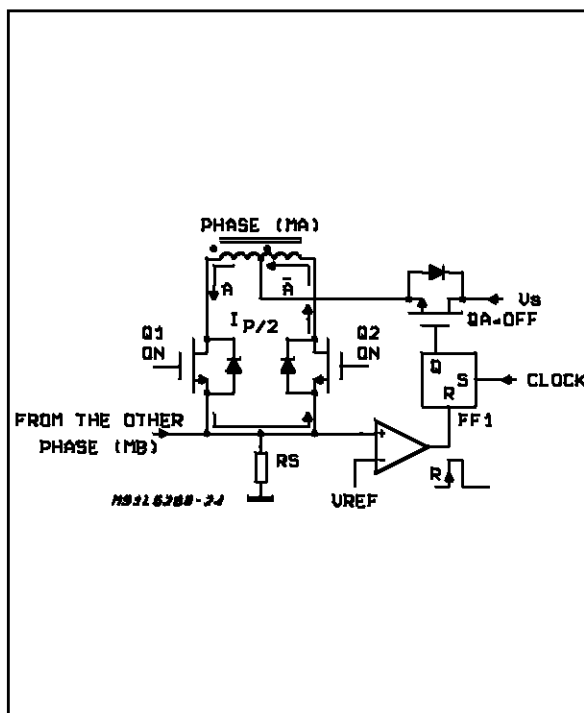 PHASE (MA)
A
Ā
Vs
QA=OFF
Q1
ON
I P/2
Q2
ON
Q
S
R
CLOCK
FF1
FROM THE OTHER
PHASE (MB)
+
-
RS
VREF
R